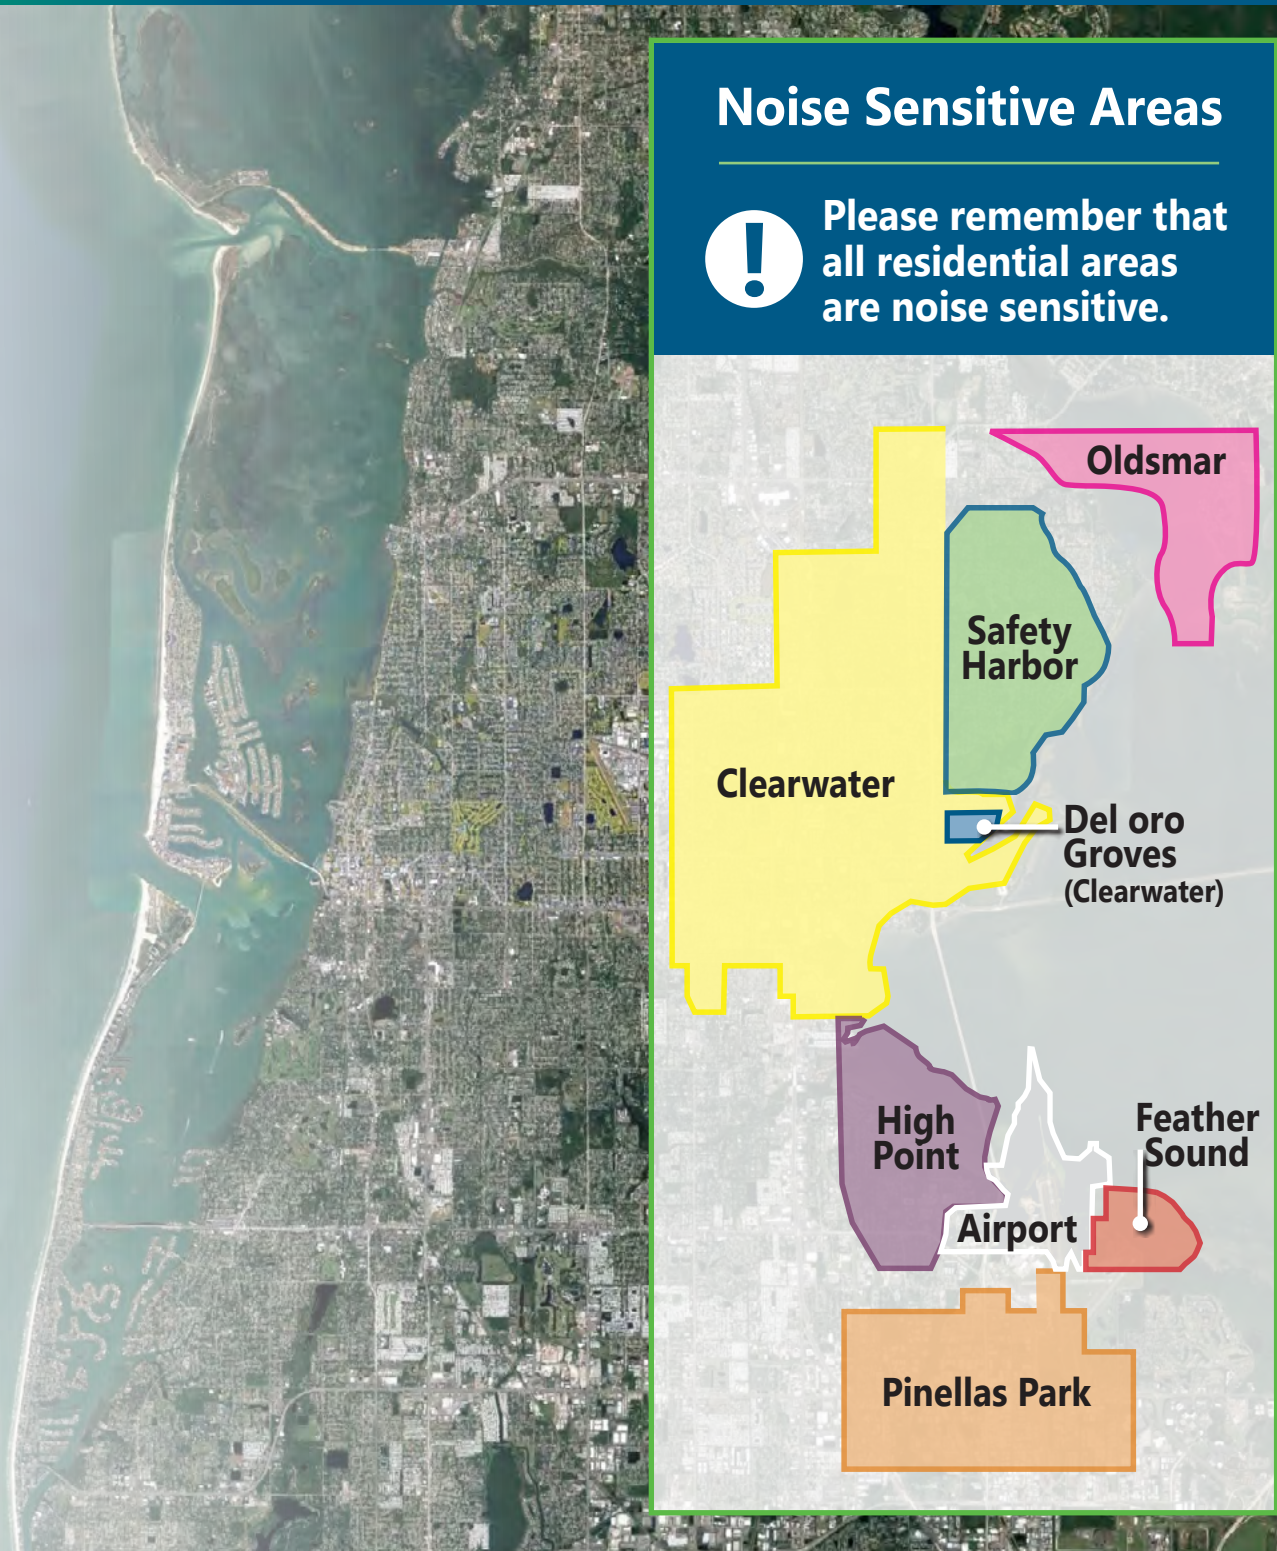 Noise Sensitive Areas
Please remember that
all residential areas
are noise sensitive.
Oldsmar
Safety
Harbor
Clearwater
Del oro
Groves
(Clearwater)
High
Point
Feather
Sound
Airport
Pinellas Park